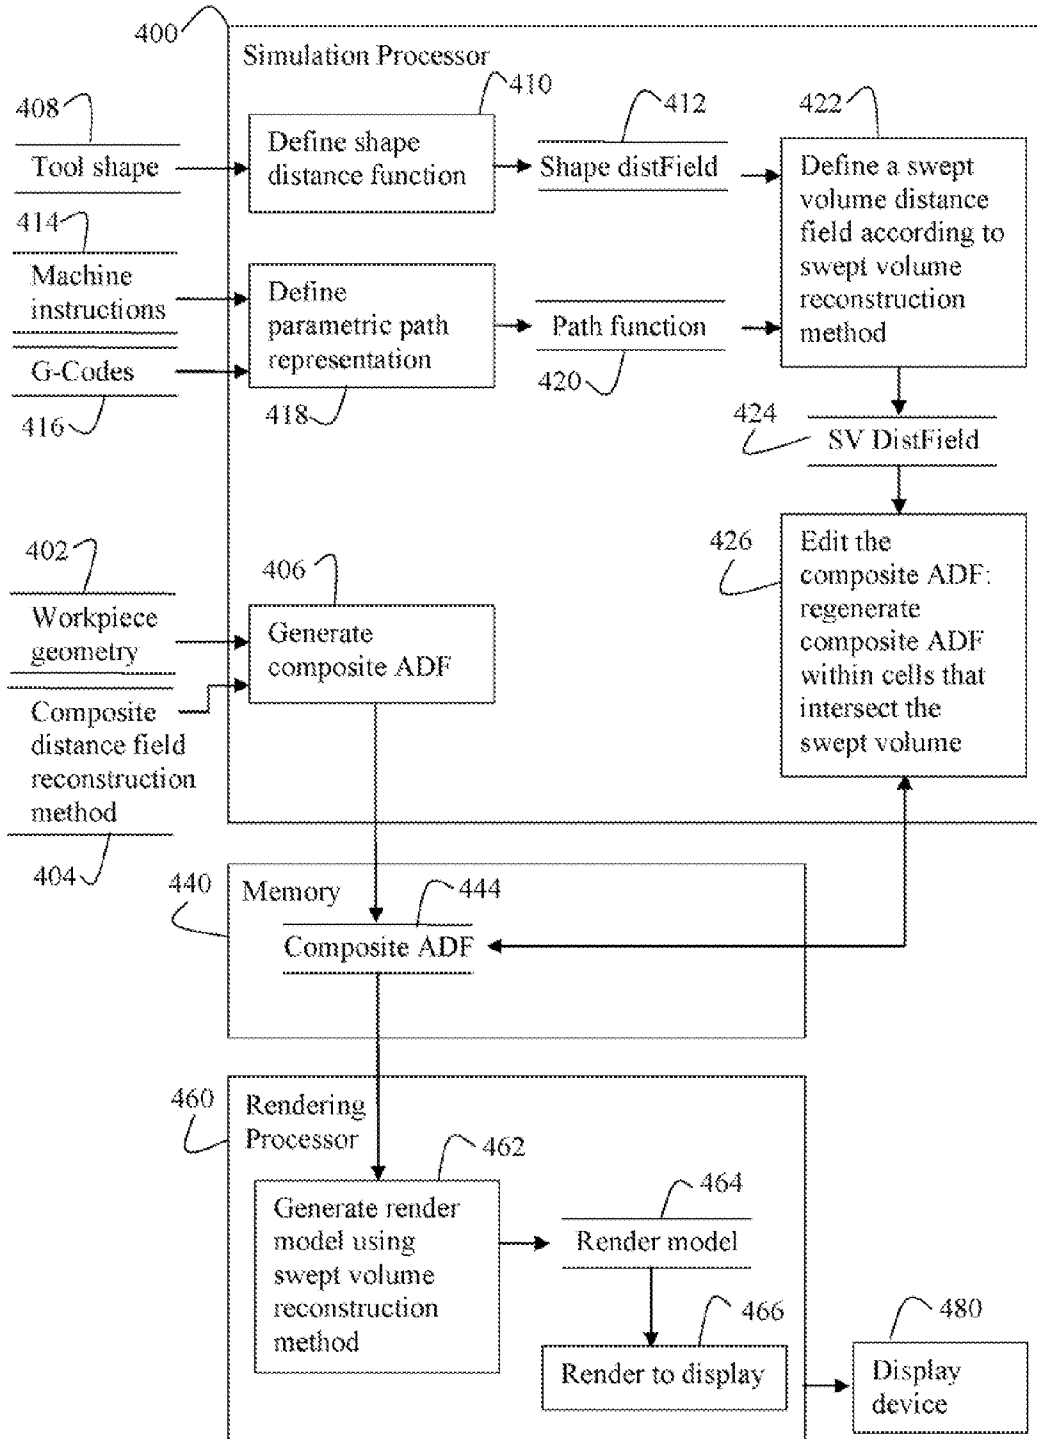 400
Simulation Processor
410
408
412
422
Tool shape
Define shape
distance function
Shape distField
Define a swept
volume distance
field according to
swept volume
reconstruction
method
414
Machine
instructions
G-Codes
416
Define
parametric path
representation
418
Path function
420
424
SV DistField
402
406
426
Edit the
composite ADF:
regenerate
composite ADF
within cells that
intersect the
swept volume
Workpiece
geometry
Generate
composite ADF
Composite
distance field
reconstruction
method
404
440
Memory
444
Composite ADF
460
Rendering
Processor
462
464
Generate render
model using
swept volume
reconstruction
method
Render model
466
480
Render to display
Display
device